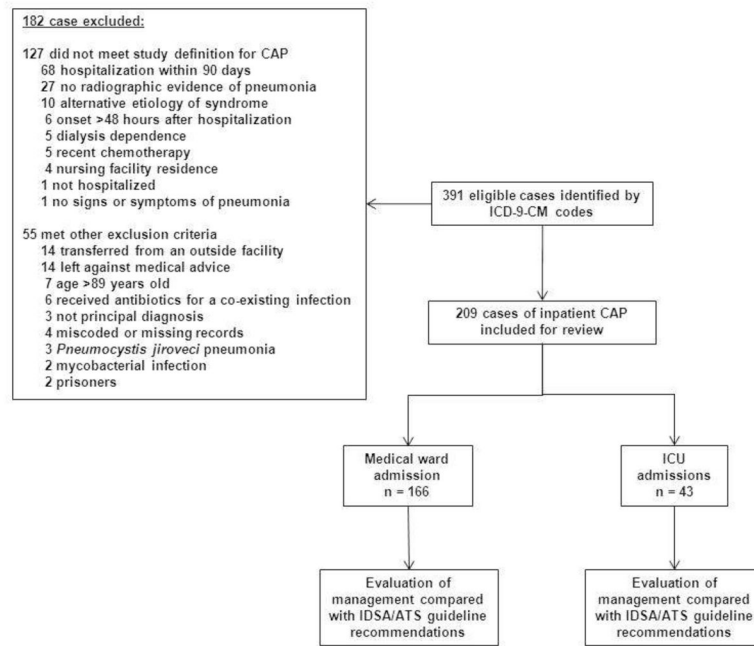 182 case excluded:
127 did not meet study definition for CAP
68 hospitalization within 90 days
27 no radiographic evidence of pneumonia
10 alternative etiology of syndrome
6 onset >48 hours after hospitalization
5 dialysis dependence
5 recent chemotherapy
4 nursing facility residence
1 not hospitalized
1 no signs or symptoms of pneumonia
55 met other exclusion criteria
14 transferred from an outside facility
14 left against medical advice
7 age >89 years old
6 received antibiotics for a co-existing infection
3 not principal diagnosis
4 miscoded or missing records
3 Pneumocystis jiroveci pneumonia
2 mycobacterial infection
2 prisoners
391 eligible cases identified by
ICD-9-CM codes
209 cases of inpatient CAP
included for review
Medical ward
admission
n = 166
ICU
admissions
n = 43
Evaluation of
management compared
with IDSA/ATS guideline
recommendations
Evaluation of
management compared
with IDSA/ATS guideline
recommendations